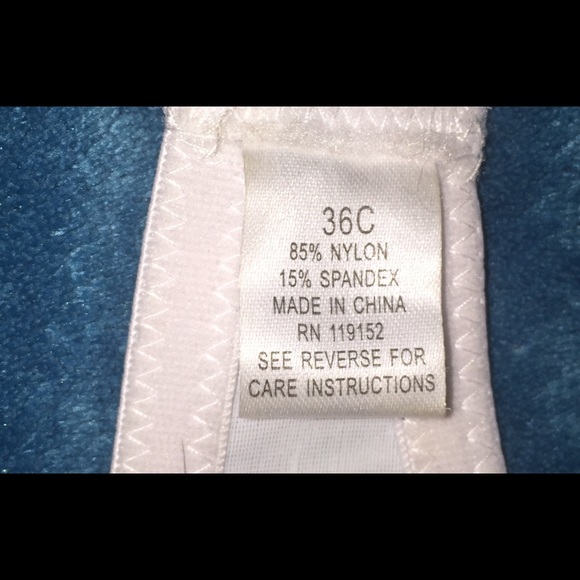 36C
85% NYLON
15% SPANDEX
MADE IN CHINA
RN 119152
SEE REVERSE FOR
CARE INSTRUCTIONS